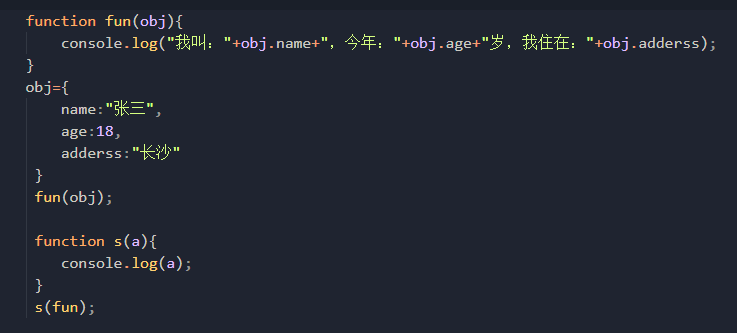 function fun(obj){
console.log("我叫："+obj.name+"，今年："+obj.age+"岁，我住在："+obj.adderss);
}
obj={
name:"张三",
age:18,
adderss:"长沙"
}
fun(obj);
function s(a){
console.log(a);
}
s(fun);